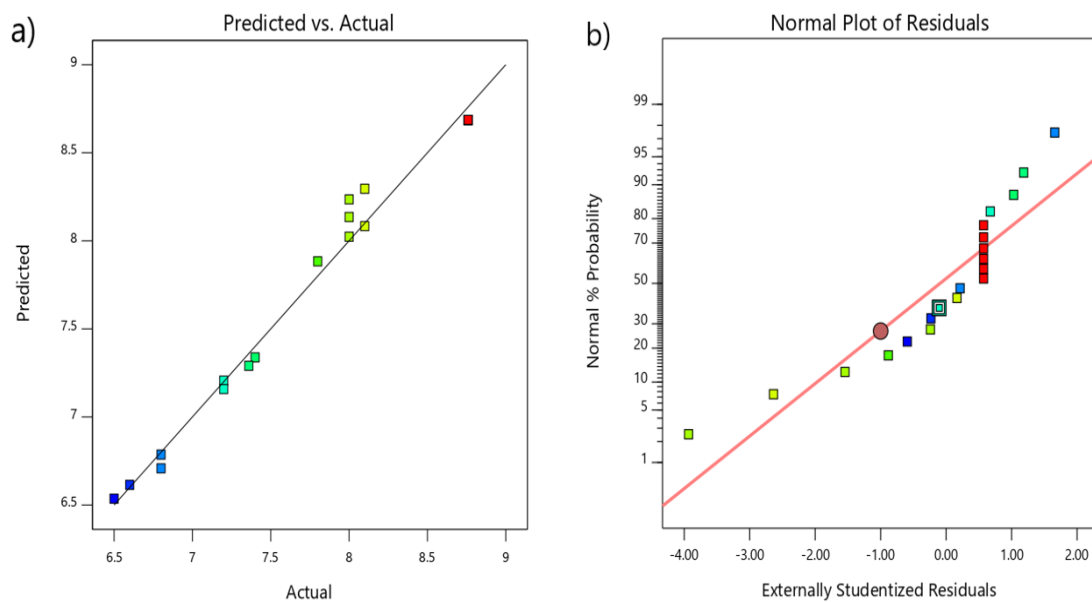 a)
Predicted vs. Actual
9
8.5
8
7.5
7
6.5
Predicted
6.5 7 7.5 8 8.5 9
Actual
b)
Normal Plot of Residuals
99
95
90
80
70
50
30
20
10
5
1
Normal % Probability
-4.00 -3.00 -2.00 -1.00 0.00 1.00 2.00
Externally Studentized Residuals